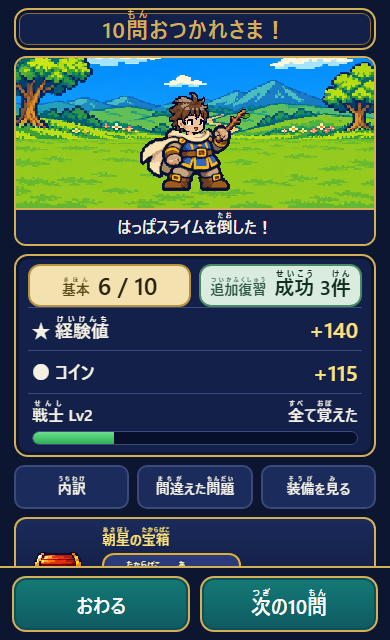 10問おつかれさま！
はっぱスライムを倒した！
基本 6 / 10
追加復習 成功 3件
★ 経験値 +140
● コイン +115
戦士 Lv2 全て覚えた
内訳
間違えた問題
装備を見る
朝星の宝箱
おわる
次の10問